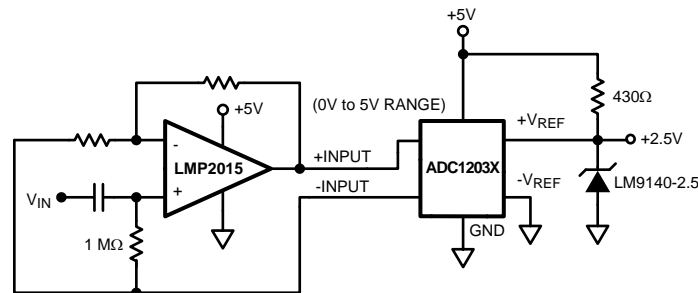 +5V
+5V
(0V to 5V RANGE)
430Ω
+VREF
+2.5V
-
LMP2015
+INPUT
ADC1203X
-INPUT
-VREF
LM9140-2.5
VIN
+
1 MΩ
GND